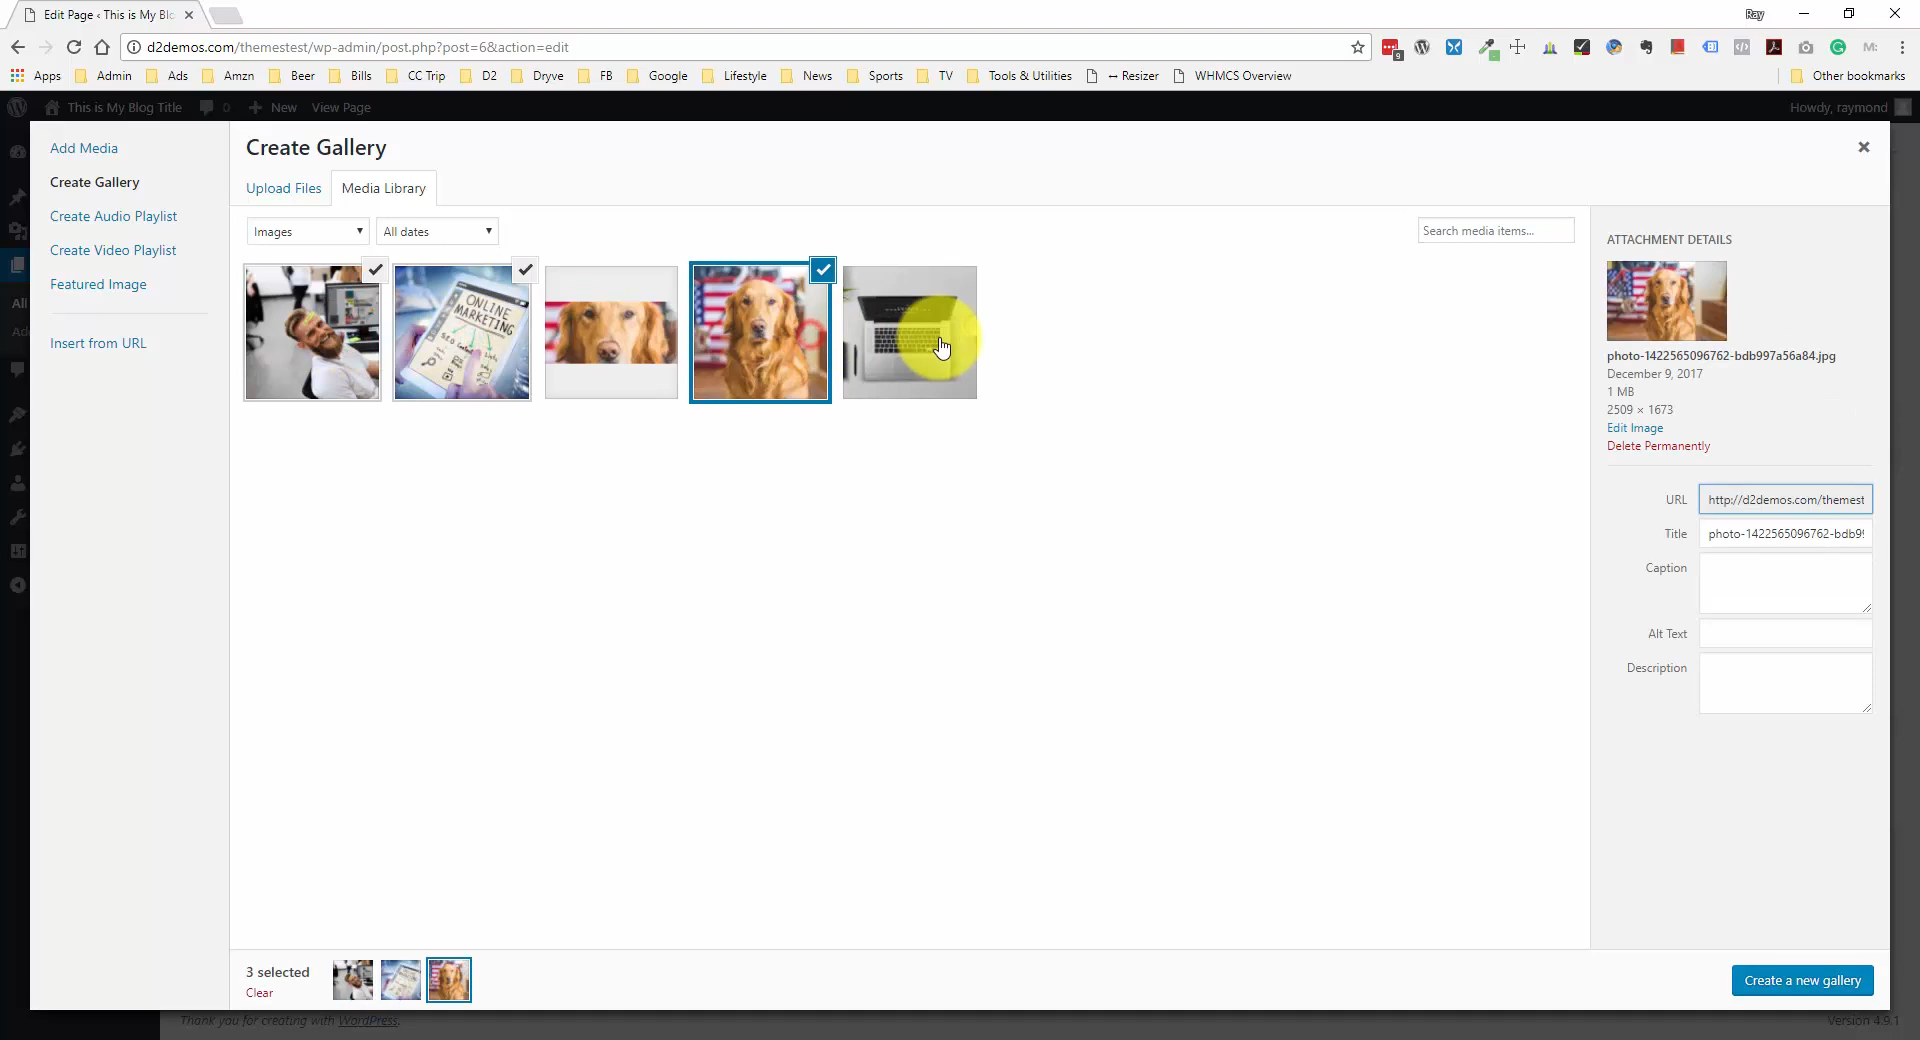 Edit Page ‹ This is My Blo
Ray
d2demos.com/themestest/wp-admin/post.php?post=6&action=edit
9
M:
Apps Admin Ads Amzn Beer Bills CC Trip D2 Dryve FB Google Lifestyle News Sports TV Tools & Utilities ↔ Resizer WHMCS Overview Other bookmarks
This is My Blog Title 0 New View Page Howdy, raymond
Add Media
Create Gallery
Create Audio Playlist
Create Video Playlist
Featured Image
Insert from URL
All
Ad
Create Gallery
Upload Files Media Library
Images All dates Search media items...
ONLINE
MARKETING
ATTACHMENT DETAILS
photo-1422565096762-bdb997a56a84.jpg
December 9, 2017
1 MB
2509 × 1673
Edit Image
Delete Permanently
URL http://d2demos.com/themest
Title photo-1422565096762-bdb9
Caption
Alt Text
Description
3 selected
Clear
Create a new gallery
Thank you for creating with WordPress.
Version 4.9.1